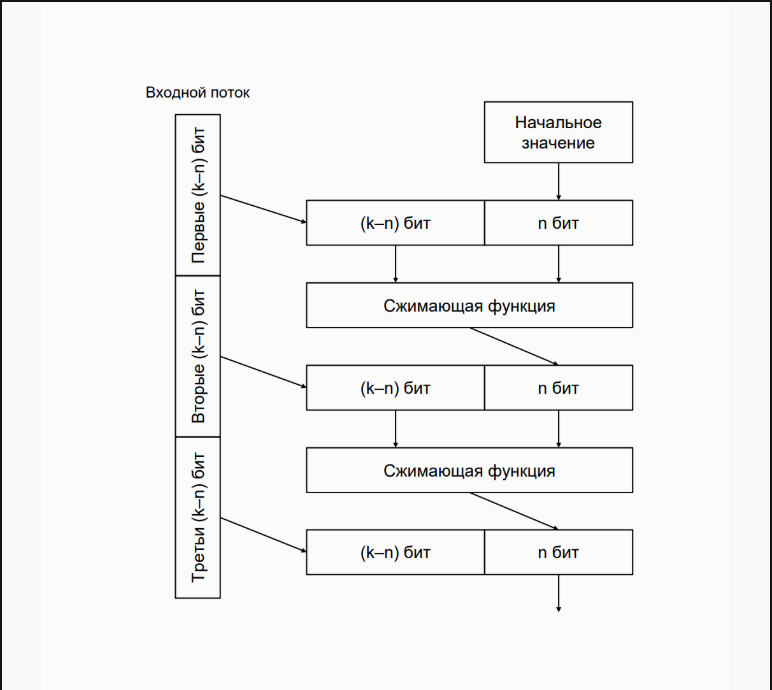 Входной поток
Начальное
значение
Первые (k–n) бит
(k–n) бит
n бит
Сжимающая функция
Вторые (k–n) бит
(k–n) бит
n бит
Сжимающая функция
Третьи (k–n) бит
(k–n) бит
n бит